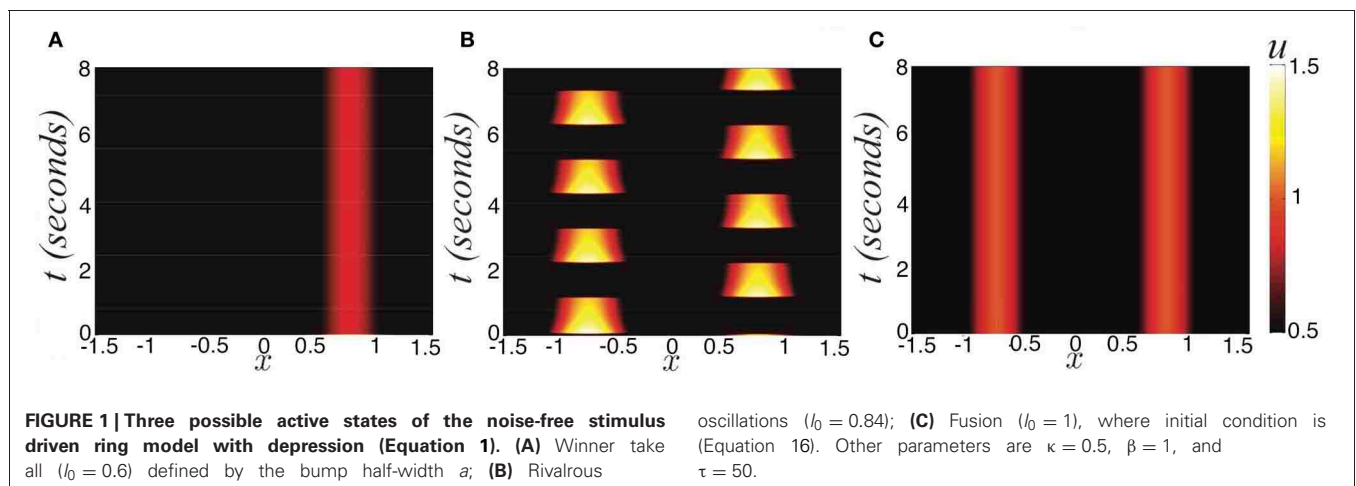 A
B
C
u
8
6
4
2
0
t (seconds)
-1.5 -1 -0.5 0 0.5 1 1.5
x
8
6
4
2
0
t (seconds)
-1.5 -1 -0.5 0 0.5 1 1.5
x
8
6
4
2
0
t (seconds)
-1.5 -1 -0.5 0 0.5 1 1.5
x
1.5
1
0.5
FIGURE 1 | Three possible active states of the noise-free stimulus
driven ring model with depression (Equation 1). (A) Winner take
all (I₀ = 0.6) defined by the bump half-width a; (B) Rivalrous
oscillations (I₀ = 0.84); (C) Fusion (I₀ = 1), where initial condition is
(Equation 16). Other parameters are κ = 0.5, β = 1, and
τ = 50.